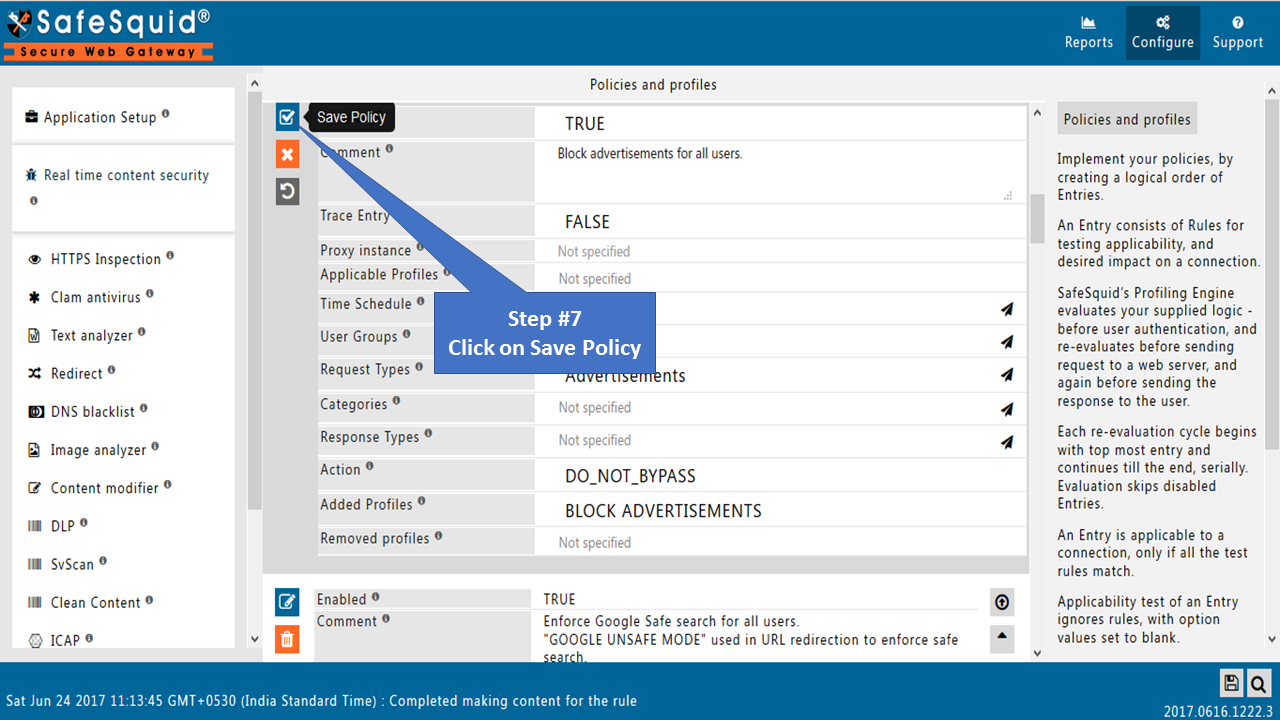 SafeSquid®
Secure Web Gateway
Reports
Configure
Support
Application Setup
Real time content security
HTTPS Inspection
Clam antivirus
Text analyzer
Redirect
DNS blacklist
Image analyzer
Content modifier
DLP
SvScan
Clean Content
ICAP
Policies and profiles
Save Policy
TRUE
Comment
Block advertisements for all users.
Trace Entry
FALSE
Proxy instance
Not specified
Applicable Profiles
Not specified
Time Schedule
User Groups
Step #7
Click on Save Policy
Request Types
Advertisements
Categories
Not specified
Response Types
Not specified
Action
DO_NOT_BYPASS
Added Profiles
BLOCK ADVERTISEMENTS
Removed profiles
Not specified
Enabled
TRUE
Comment
Enforce Google Safe search for all users.
"GOOGLE UNSAFE MODE" used in URL redirection to enforce safe
search.
Policies and profiles
Implement your policies, by
creating a logical order of
Entries.
An Entry consists of Rules for
testing applicability, and
desired impact on a connection.
SafeSquid's Profiling Engine
evaluates your supplied logic -
before user authentication, and
re-evaluates before sending
request to a web server, and
again before sending the
response to the user.
Each re-evaluation cycle begins
with top most entry and
continues till the end, serially.
Evaluation skips disabled
Entries.
An Entry is applicable to a
connection, only if all the test
rules match.
Applicability test of an Entry
ignores rules, with option
values set to blank.
Sat Jun 24 2017 11:13:45 GMT+0530 (India Standard Time) : Completed making content for the rule
2017.0616.1222.3